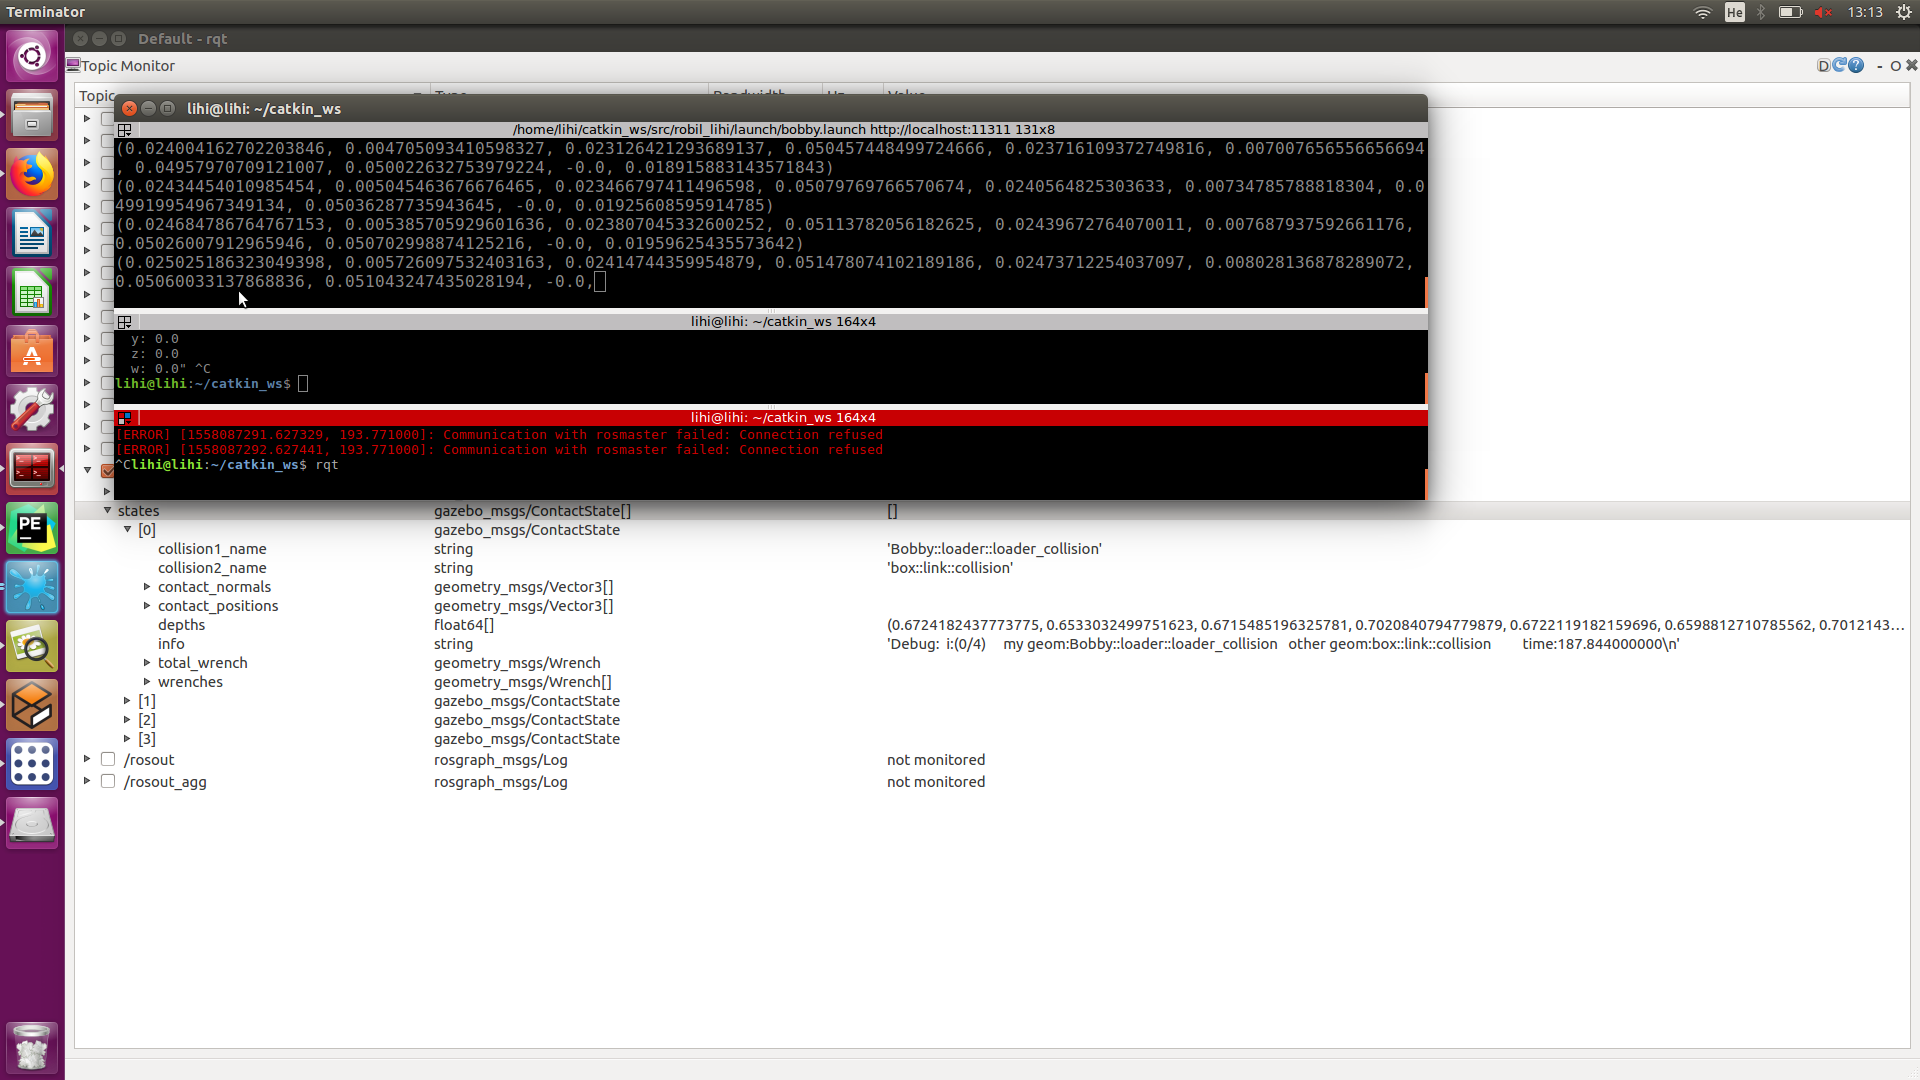 Terminator
He
13:13
Default - rqt
Topic Monitor
D
- O
Topic
lihi@lihi: ~/catkin_ws
/home/lihi/catkin_ws/src/robil_lihi/launch/bobby.launch http://localhost:11311 131x8
(0.024004162702203846, 0.004705093410598327, 0.023126421293689137, 0.050457448499724666, 0.023716109372749816, 0.007007656556656694
, 0.04957970709121007, 0.050022632753979224, -0.0, 0.018915883143571843)
(0.02434454010985454, 0.005045463676676465, 0.023466797411496598, 0.05079769766570674, 0.0240564825303633, 0.00734785788818304, 0.0
49919954967349134, 0.05036287735943645, -0.0, 0.01925608595914785)
(0.024684786764767153, 0.005385705929601636, 0.023807045332600252, 0.05113782056182625, 0.02439672764070011, 0.007687937592661176,
0.05026007912965946, 0.050702998874125216, -0.0, 0.01959625435573642)
(0.025025186323049398, 0.005726097532403163, 0.02414744359954879, 0.051478074102189186, 0.02473712254037097, 0.008028136878289072,
0.05060033137868836, 0.051043247435028194, -0.0,
lihi@lihi: ~/catkin_ws 164x4
y: 0.0
z: 0.0
w: 0.0" ^C
lihi@lihi:~/catkin_ws$
lihi@lihi: ~/catkin_ws 164x4
[ERROR] [1558087291.627329, 193.771000]: Communication with rosmaster failed: Connection refused
[ERROR] [1558087292.627441, 193.771000]: Communication with rosmaster failed: Connection refused
^Clihi@lihi:~/catkin_ws$ rqt
states gazebo_msgs/ContactState[] []
[0] gazebo_msgs/ContactState
collision1_name string 'Bobby::loader::loader_collision'
collision2_name string 'box::link::collision'
contact_normals geometry_msgs/Vector3[]
contact_positions geometry_msgs/Vector3[]
depths float64[] (0.6724182437773775, 0.6533032499751623, 0.6715485196325781, 0.7020840794779879, 0.6722119182159696, 0.6598812710785562, 0.7012143...
info string 'Debug: i:(0/4) my geom:Bobby::loader::loader_collision other geom:box::link::collision time:187.844000000\n'
total_wrench geometry_msgs/Wrench
wrenches geometry_msgs/Wrench[]
[1] gazebo_msgs/ContactState
[2] gazebo_msgs/ContactState
[3] gazebo_msgs/ContactState
/rosout rosgraph_msgs/Log not monitored
/rosout_agg rosgraph_msgs/Log not monitored